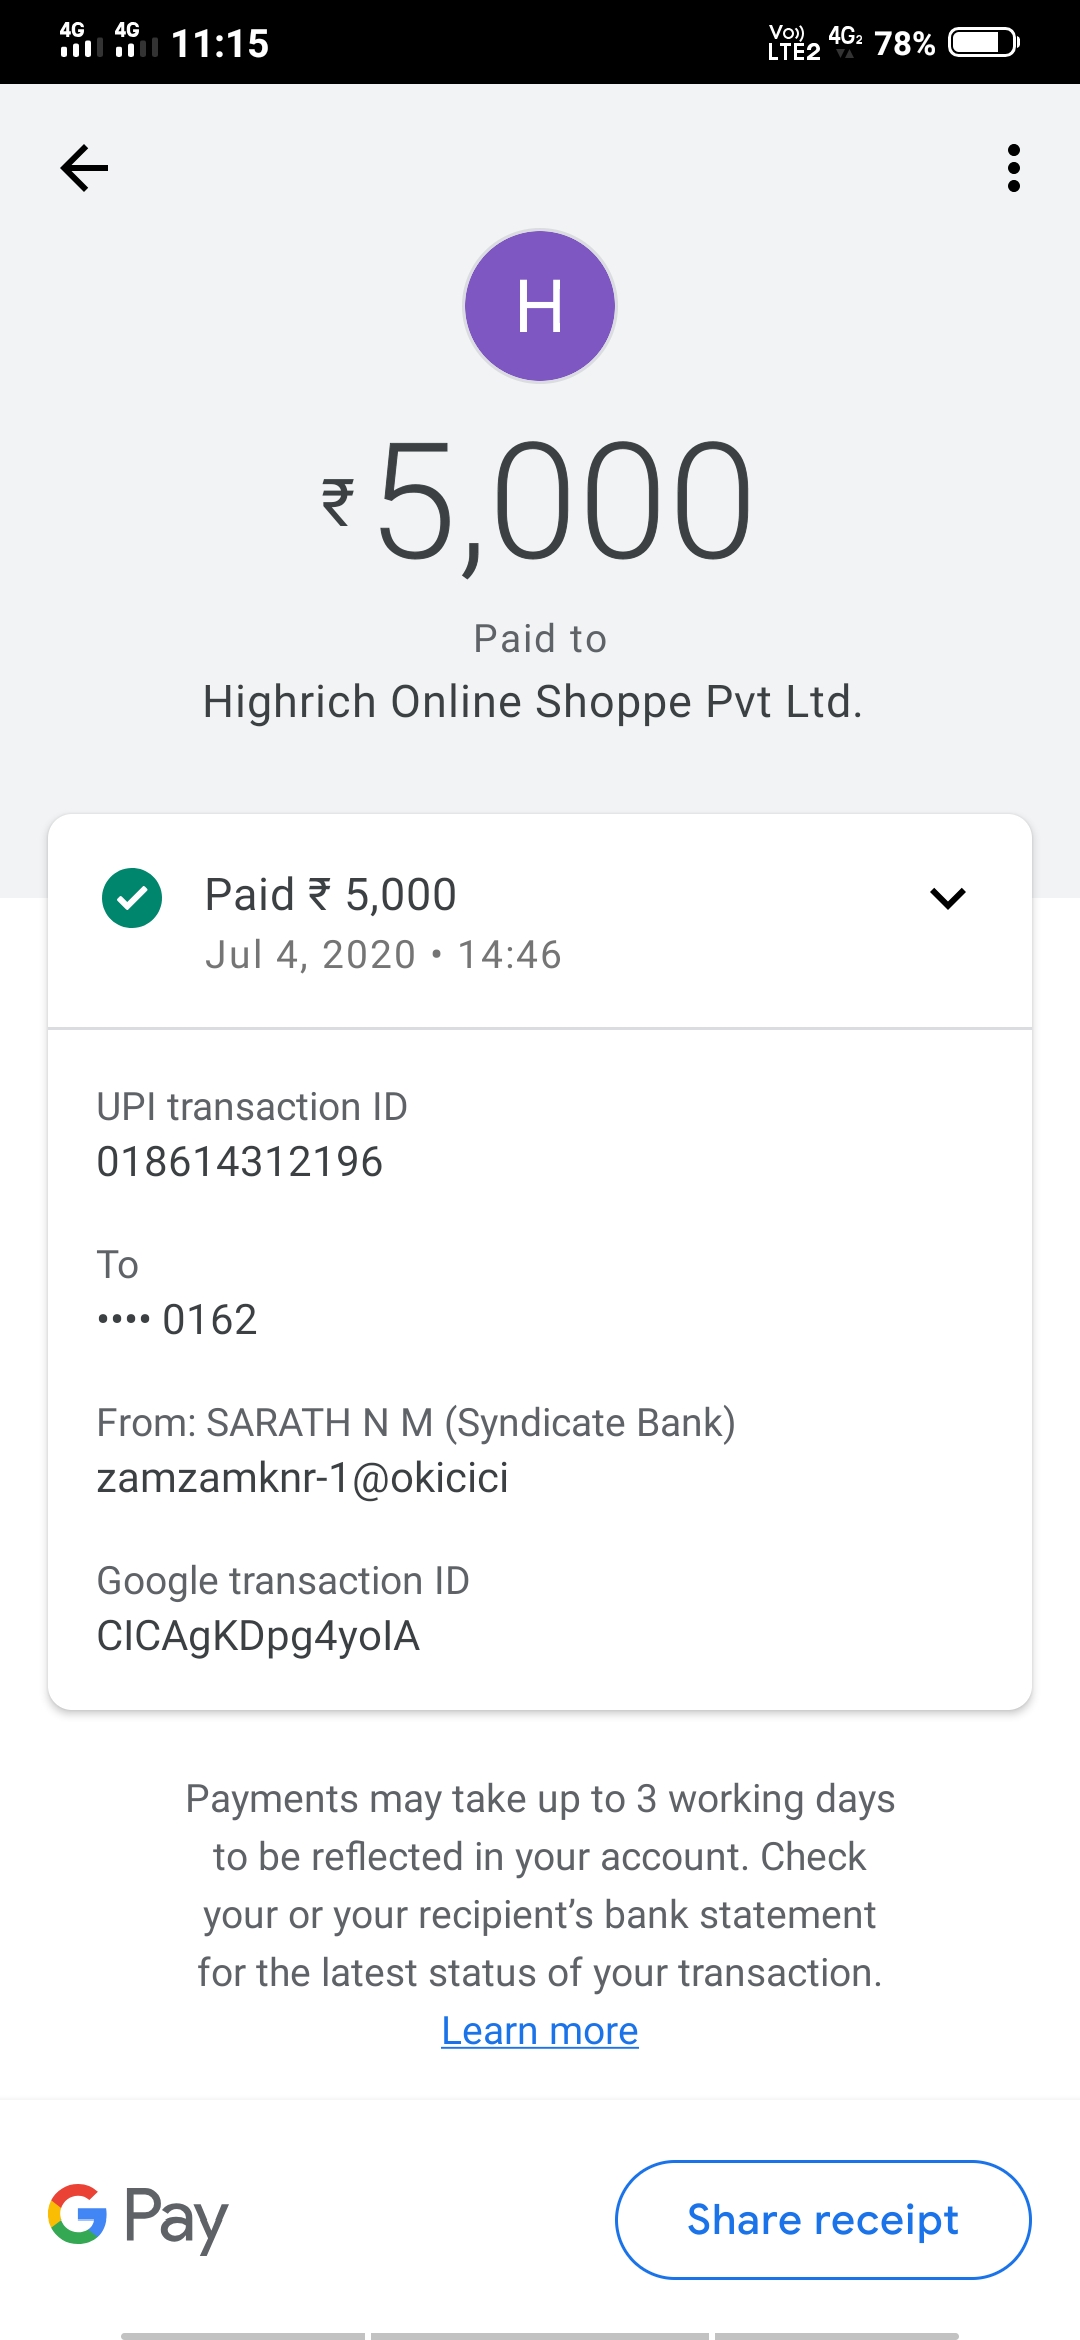 4G 4G 11:15 Vo)) LTE2 4G2 78%
H
₹5,000
Paid to
Highrich Online Shoppe Pvt Ltd.
Paid ₹ 5,000
Jul 4, 2020 • 14:46
UPI transaction ID
018614312196
To
•••• 0162
From: SARATH N M (Syndicate Bank)
zamzamknr-1@okicici
Google transaction ID
CICAgKDpg4yolA
Payments may take up to 3 working days
to be reflected in your account. Check
your or your recipient’s bank statement
for the latest status of your transaction.
Learn more
G Pay
Share receipt